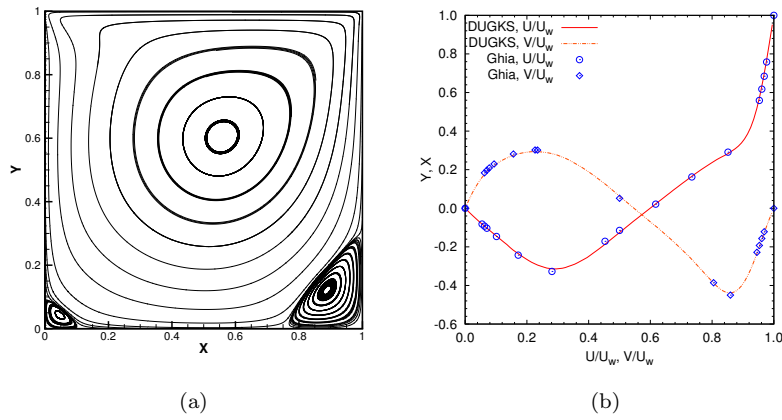 1
0.8
0.6
0.4
0.2
0
0 0.2 0.4 0.6 0.8 1
Y
X
(a)
1.0
0.8
0.6
0.4
0.2
0.0
-0.2
-0.4
-0.6
0.0 0.2 0.4 0.6 0.8 1.0
Y, X
U/Uw, V/Uw
DUGKS, U/Uw
DUGKS, V/Uw
Ghia, U/Uw
Ghia, V/Uw
(b)